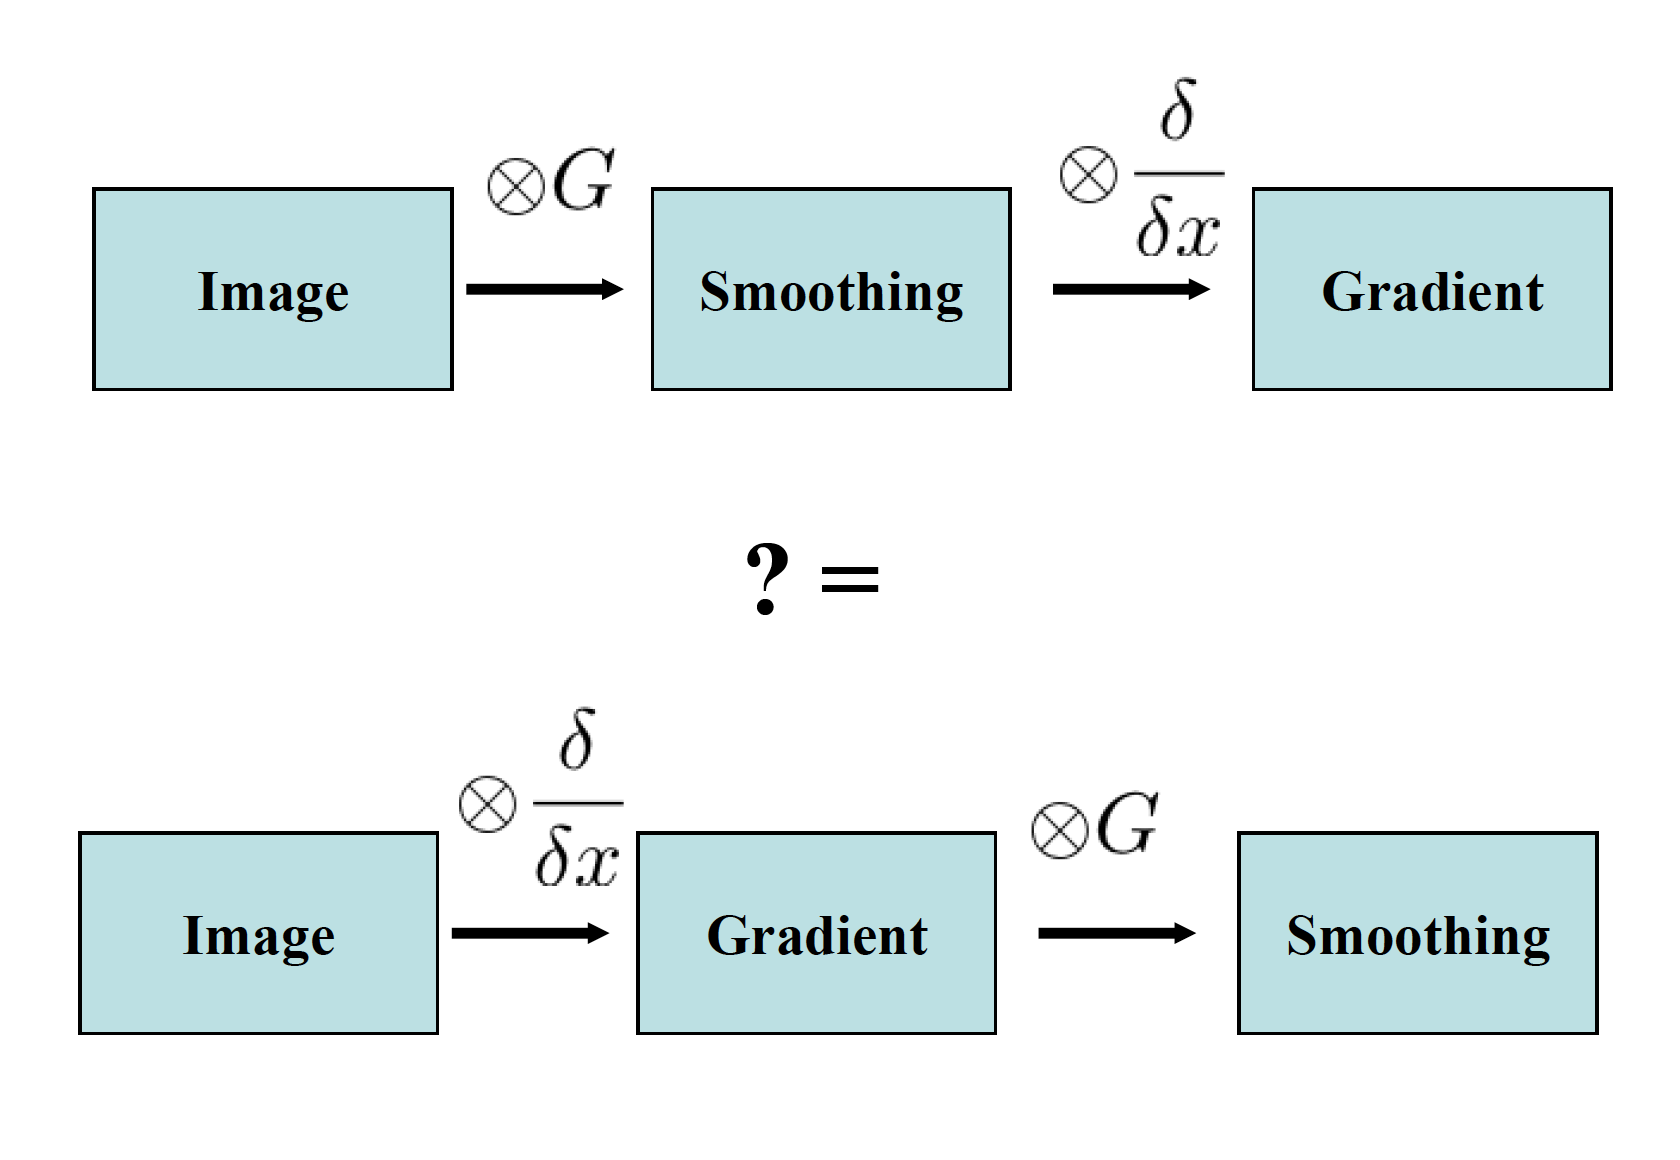 ⊗G
⊗ δ/δx
Image
Smoothing
Gradient
? =
⊗ δ/δx
⊗G
Image
Gradient
Smoothing